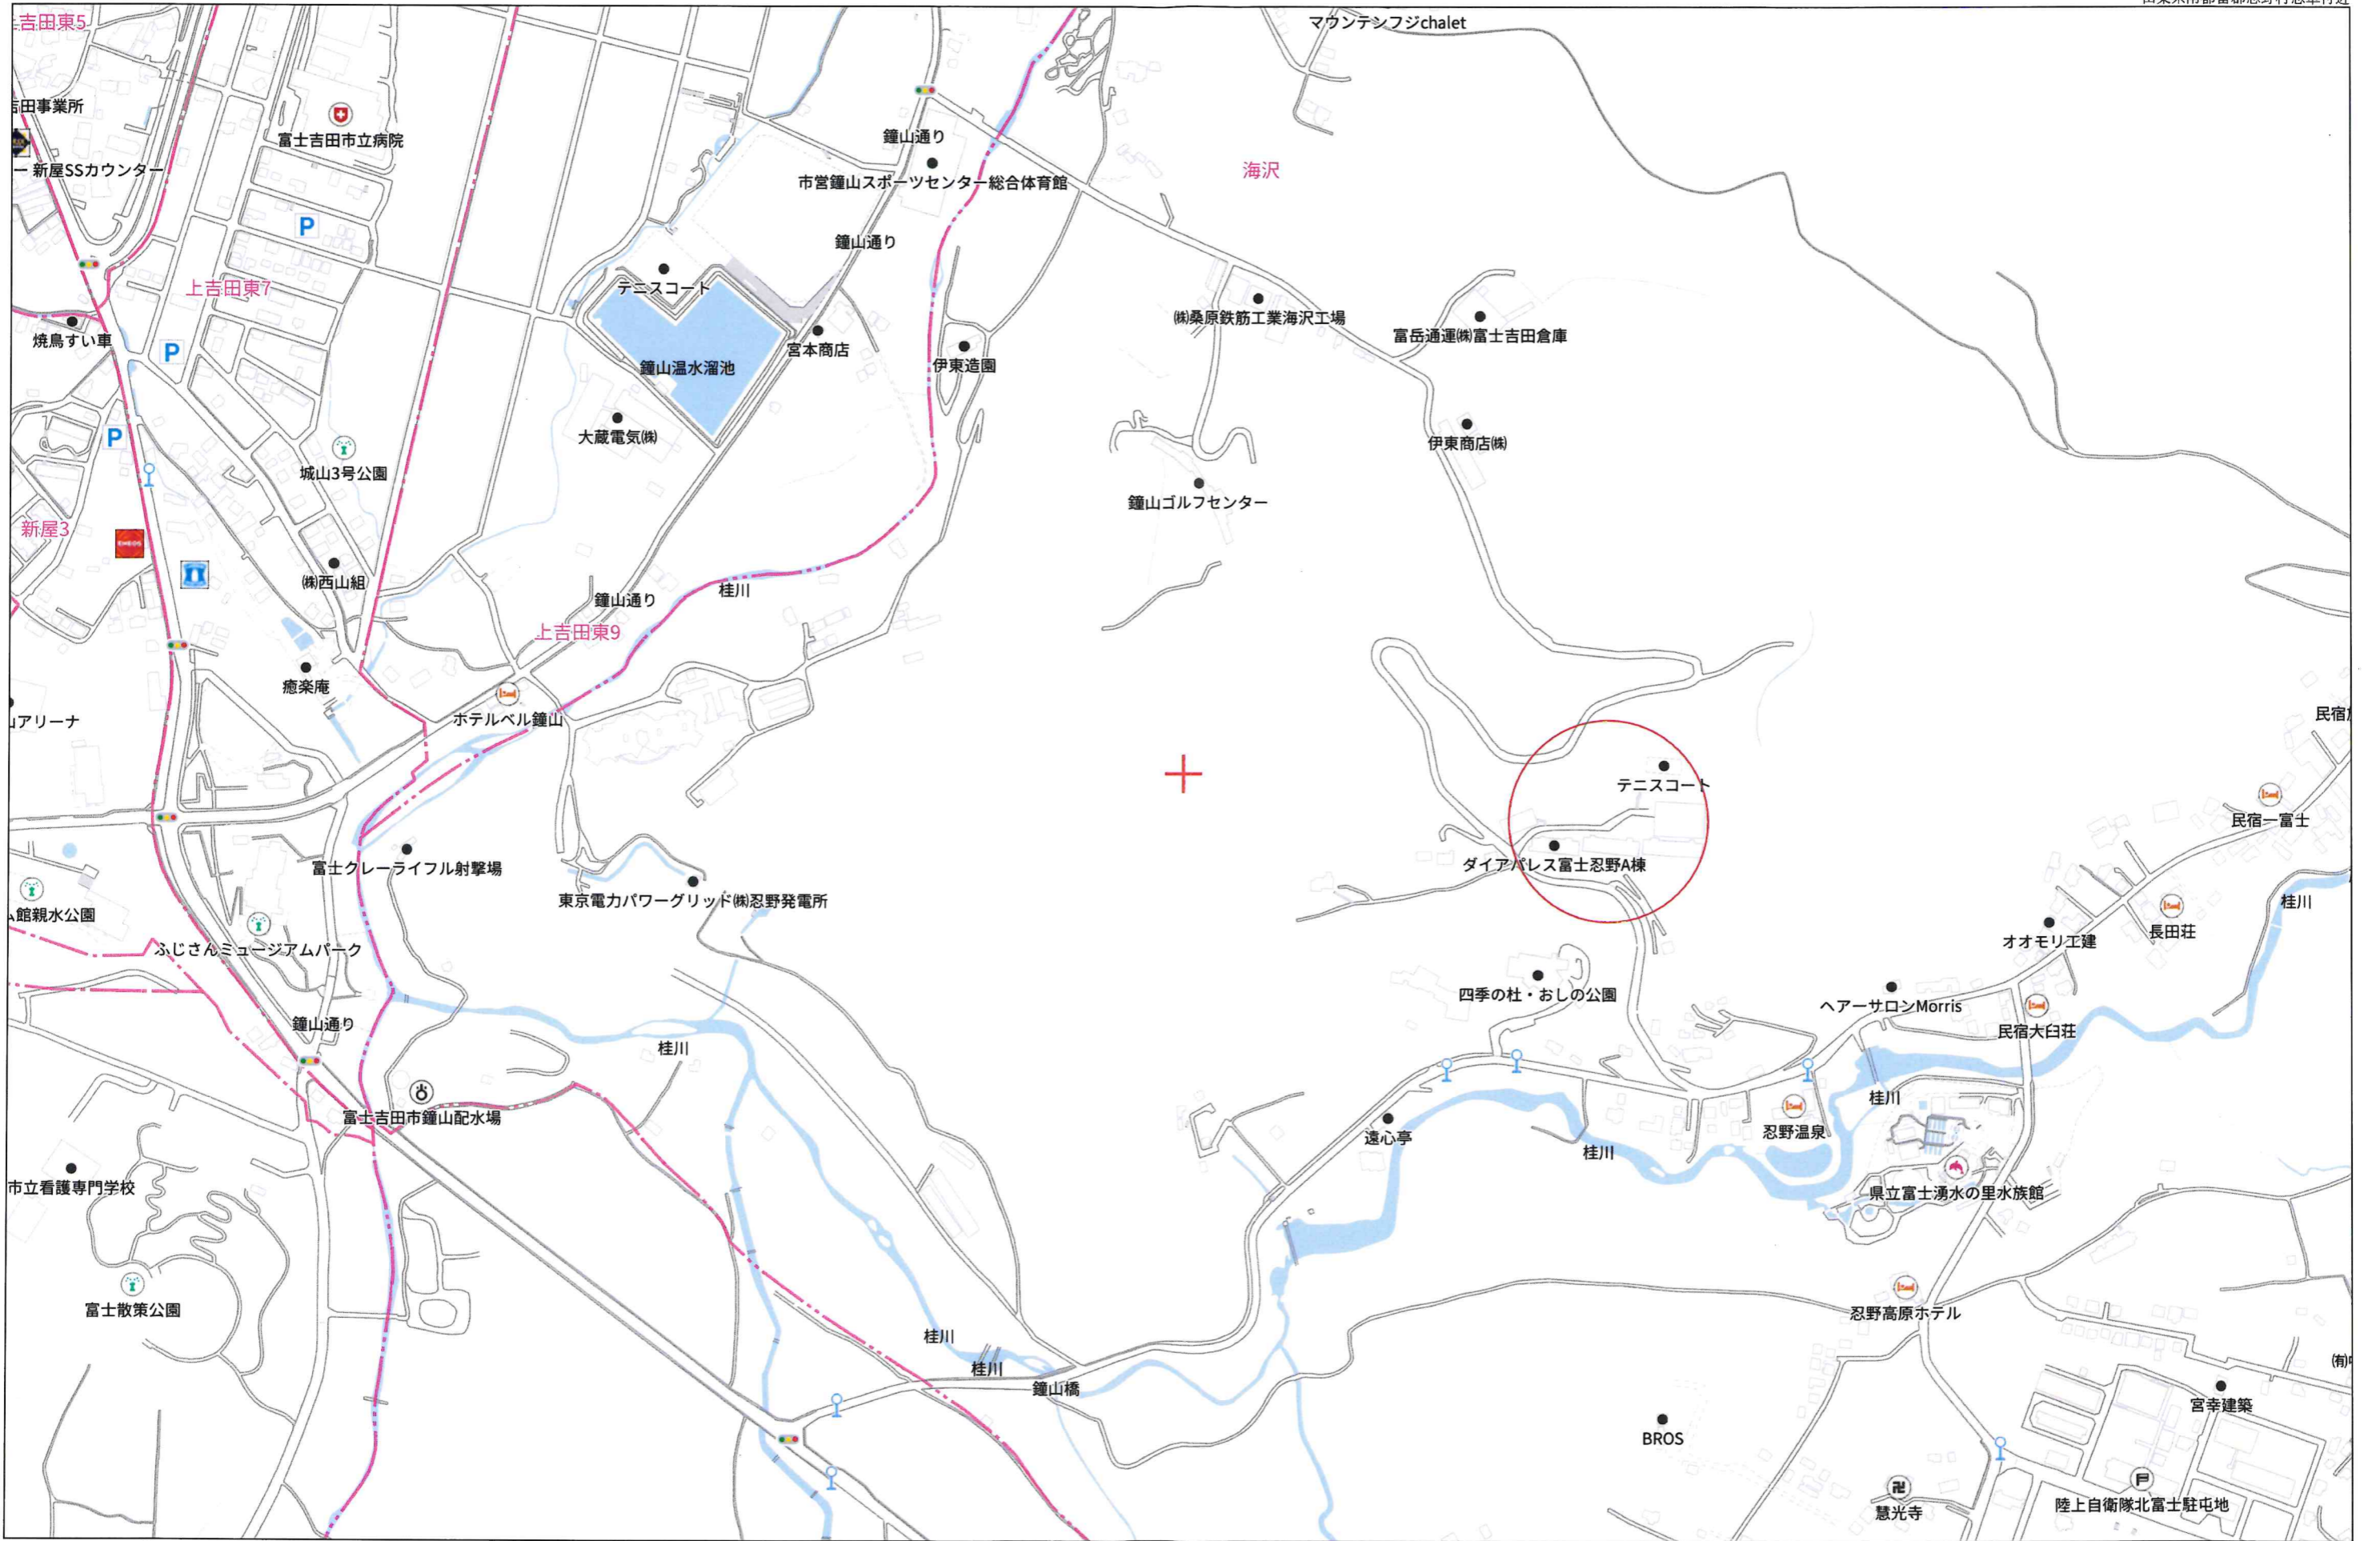 上吉田東5
マウンテンフジchalet
吉田事業所
富士吉田市立病院
鐘山通り
新屋SSカウンター
市営鐘山スポーツセンター総合体育館
海沢
P
鐘山通り
上吉田東7
テニスコート
㈱桑原鉄筋工業海沢工場
富岳通運㈱富士吉田倉庫
焼鳥すい車
P
宮本商店
鐘山温水溜池
伊東造園
P
大蔵電気㈱
伊東商店㈱
城山3号公園
鐘山ゴルフセンター
新屋3
ENEOS
㈱西山組
鐘山通り
桂川
上吉田東9
癒楽庵
ホテルベル鐘山
山アリーナ
民宿
テニスコート
民宿一富士
富士クレーライフル射撃場
ダイアパレス富士忍野A棟
東京電力パワーグリッド㈱忍野発電所
桂川
館親水公園
長田荘
オオモリ工建
ふじさんミュージアムパーク
四季の杜・おしの公園
ヘアーサロンMorris
鐘山通り
民宿大臼荘
桂川
桂川
富士吉田市鐘山配水場
遠心亭
忍野温泉
桂川
市立看護専門学校
県立富士湧水の里水族館
富士散策公園
忍野高原ホテル
桂川
桂川
鐘山橋
㈲
宮幸建築
BROS
陸上自衛隊北富士駐屯地
慧光寺